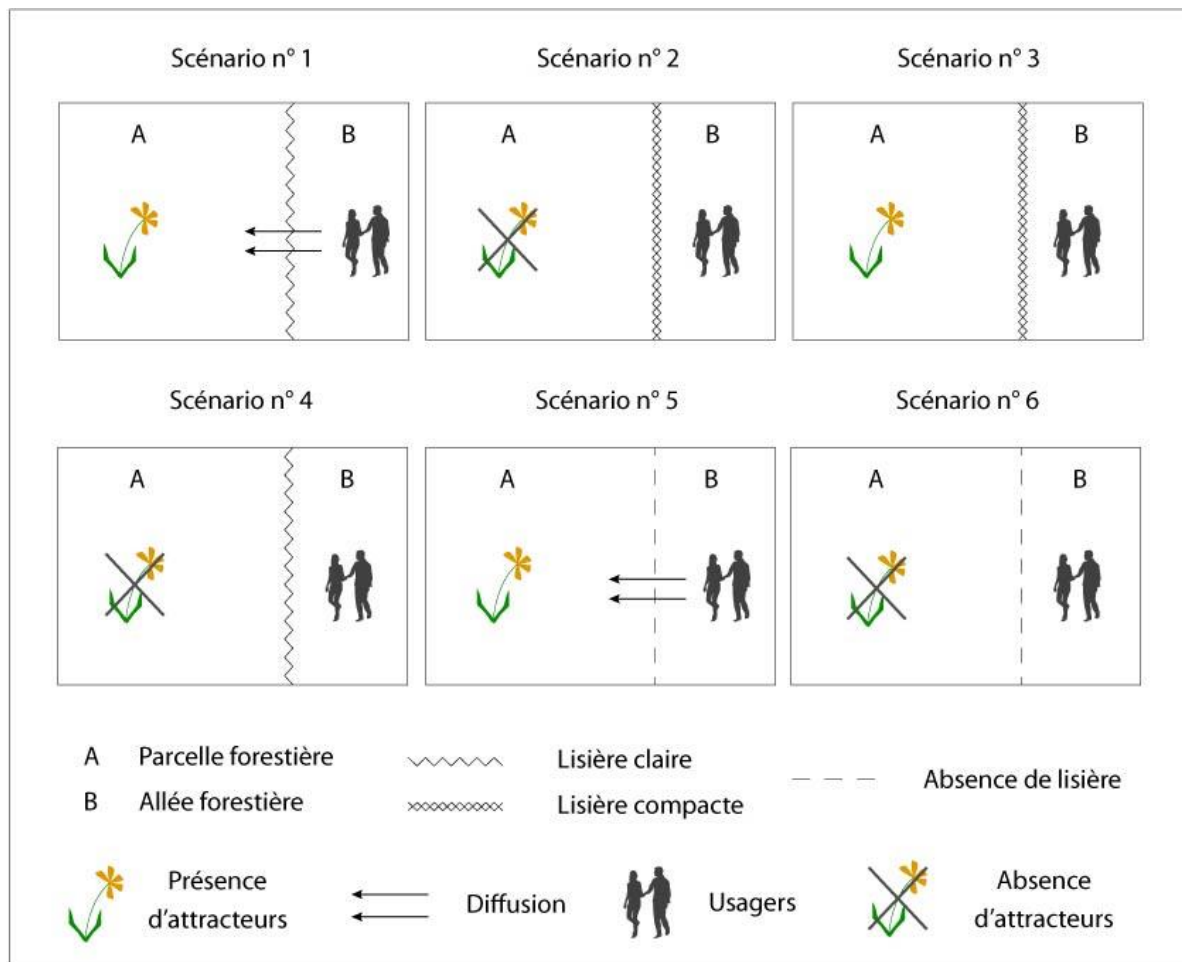 Scénario n° 1
Scénario n° 2
Scénario n° 3
A
B
A
B
A
B
Scénario n° 4
Scénario n° 5
Scénario n° 6
A
B
A
B
A
B
A Parcelle forestière
Lisière claire
Absence de lisière
B Allée forestière
Lisière compacte
Présence
d'attracteurs
Diffusion
Usagers
Absence
d'attracteurs